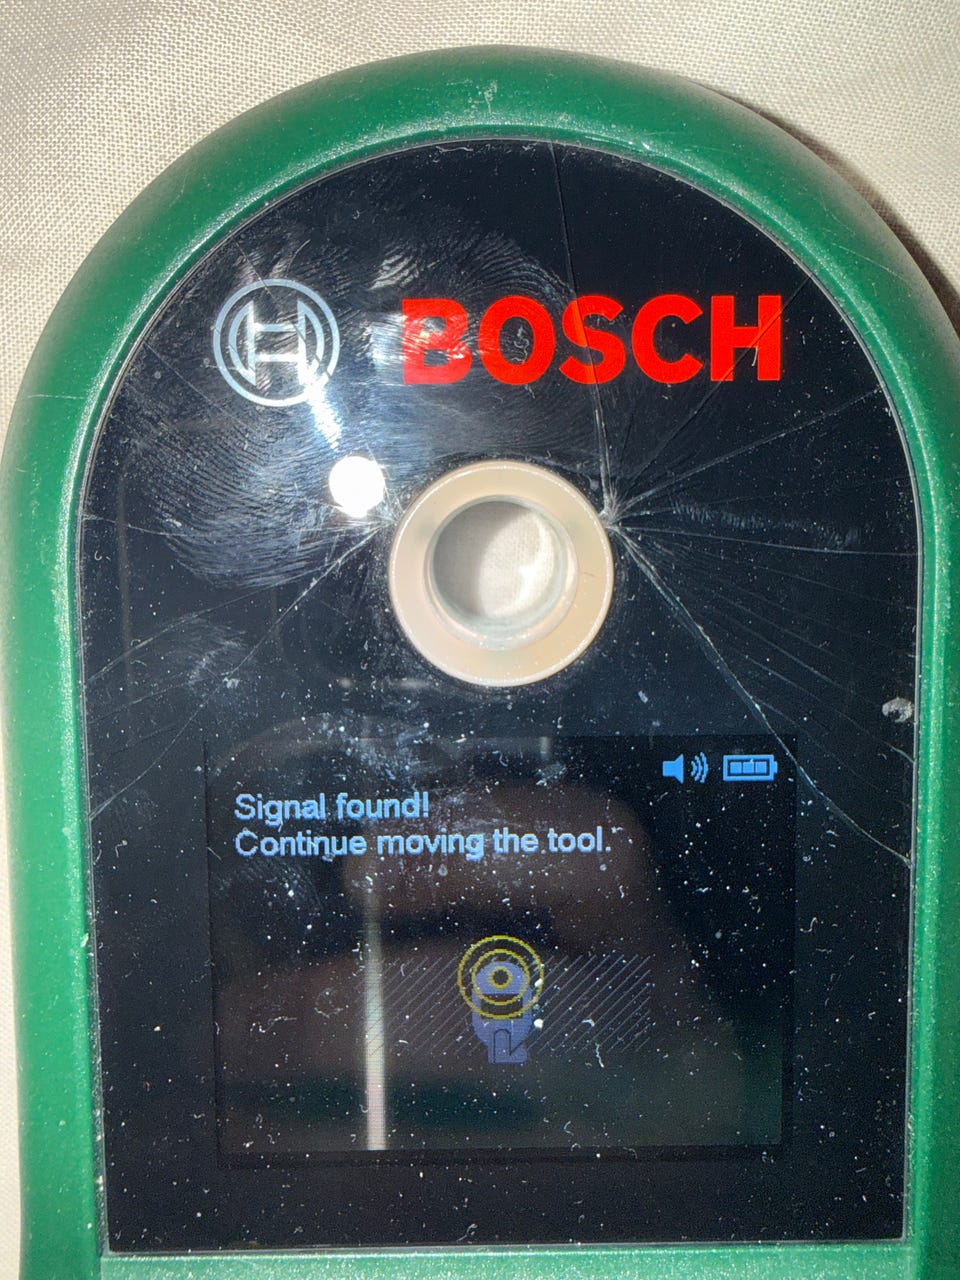 BOSCH
Signal found!
Continue moving the tool.